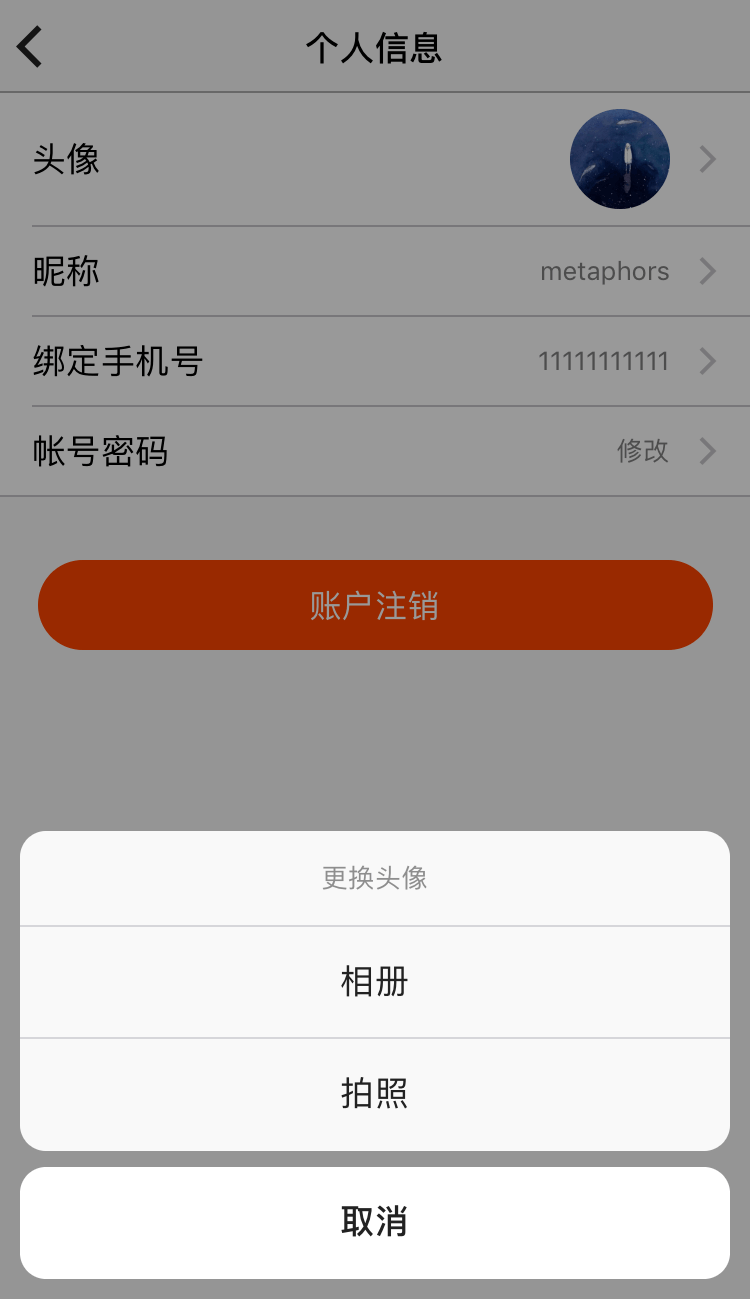 个人信息
头像
昵称 metaphors
绑定手机号 11111111111
帐号密码 修改
账户注销
更换头像
相册
拍照
取消